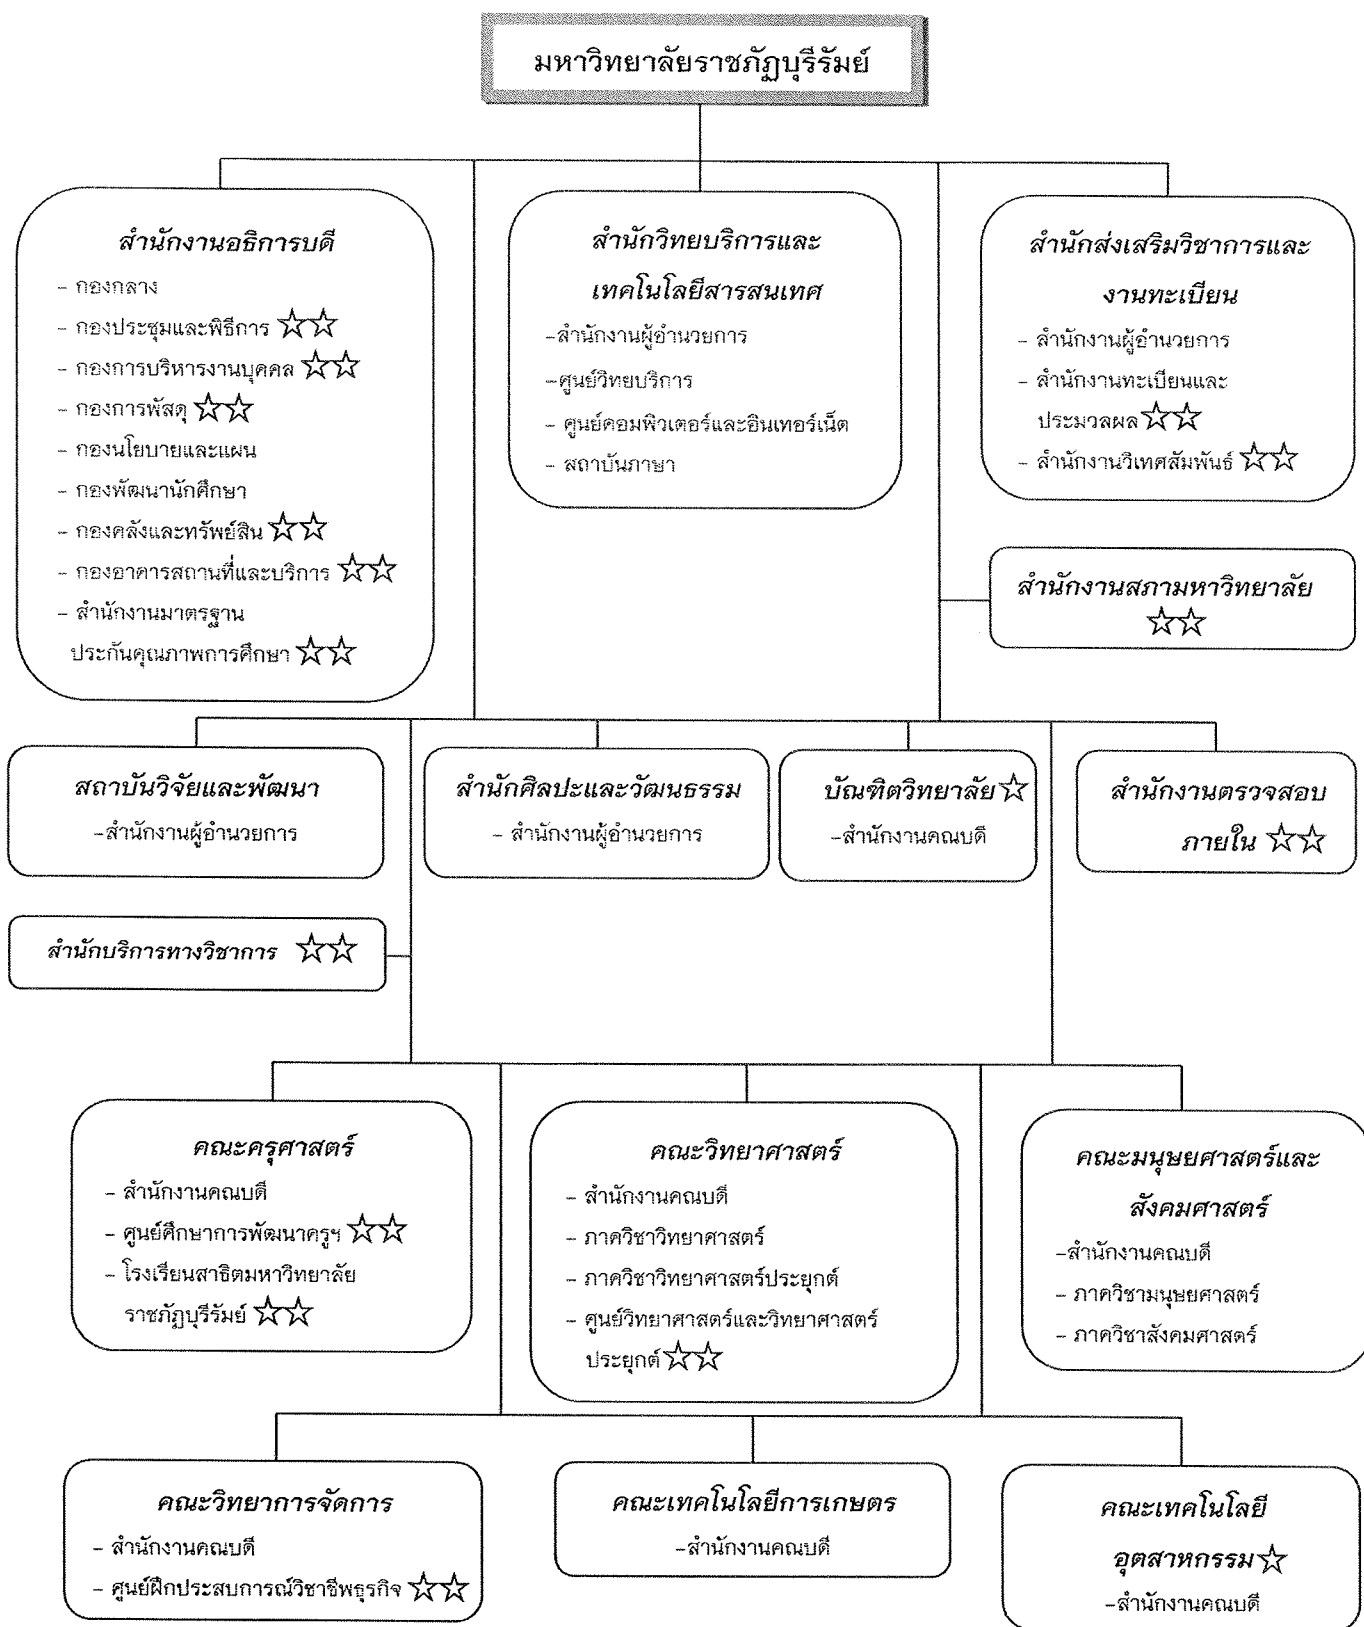 มหาวิทยาลัยราชภัฏบุรีรัมย์
สำนักงานอธิการบดี
- กองกลาง
- กองประชุมและพิธีการ ☆☆
- กองการบริหารงานบุคคล ☆☆
- กองการพัสดุ ☆☆
- กองนโยบายและแผน
- กองพัฒนานักศึกษา
- กองคลังและทรัพย์สิน ☆☆
- กองอาคารสถานที่และบริการ ☆☆
- สำนักงานมาตรฐาน
ประกันคุณภาพการศึกษา ☆☆
สำนักวิทยบริการและ
เทคโนโลยีสารสนเทศ
-สำนักงานผู้อำนวยการ
-ศูนย์วิทยบริการ
- ศูนย์คอมพิวเตอร์และอินเทอร์เน็ต
- สถาบันภาษา
สำนักส่งเสริมวิชาการและ
งานทะเบียน
- สำนักงานผู้อำนวยการ
- สำนักงานทะเบียนและ
ประมวลผล ☆☆
- สำนักงานวิเทศสัมพันธ์ ☆☆
สำนักงานสภามหาวิทยาลัย
☆☆
สถาบันวิจัยและพัฒนา
-สำนักงานผู้อำนวยการ
สำนักศิลปะและวัฒนธรรม
- สำนักงานผู้อำนวยการ
บัณฑิตวิทยาลัย ☆
-สำนักงานคณบดี
สำนักงานตรวจสอบ
ภายใน ☆☆
สำนักบริการทางวิชาการ ☆☆
คณะครุศาสตร์
- สำนักงานคณบดี
- ศูนย์ศึกษาการพัฒนาครูฯ ☆☆
- โรงเรียนสาธิตมหาวิทยาลัย
ราชภัฏบุรีรัมย์ ☆☆
คณะวิทยาศาสตร์
- สำนักงานคณบดี
- ภาควิชาวิทยาศาสตร์
- ภาควิชาวิทยาศาสตร์ประยุกต์
- ศูนย์วิทยาศาสตร์และวิทยาศาสตร์
ประยุกต์ ☆☆
คณะมนุษยศาสตร์และ
สังคมศาสตร์
-สำนักงานคณบดี
- ภาควิชามนุษยศาสตร์
- ภาควิชาสังคมศาสตร์
คณะวิทยาการจัดการ
- สำนักงานคณบดี
- ศูนย์ฝึกประสบการณ์วิชาชีพธุรกิจ ☆☆
คณะเทคโนโลยีการเกษตร
-สำนักงานคณบดี
คณะเทคโนโลยี
อุตสาหกรรม ☆
-สำนักงานคณบดี